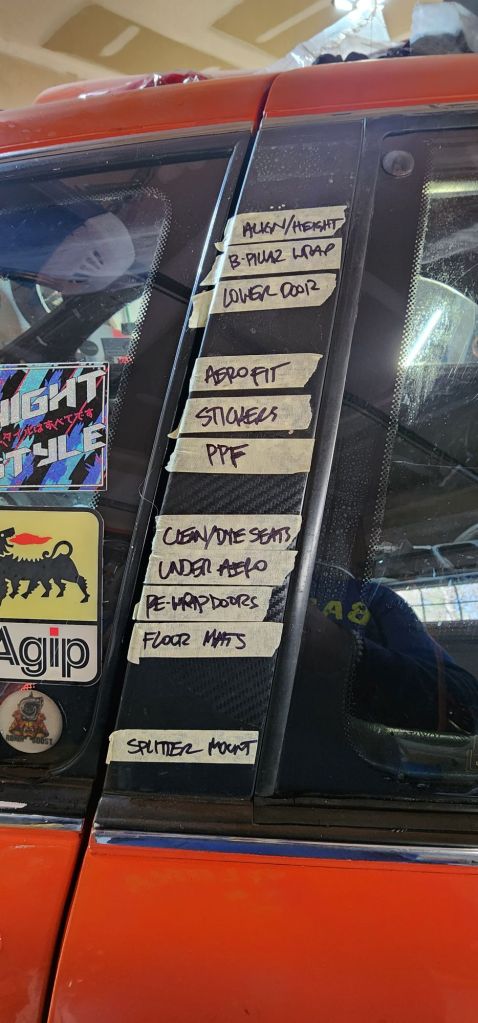 ALIGN/HEIGHT
B-PILLAR WRAP
LOWER DOOR
AERO FIT
STICKERS
PPF
CLEAN/DYE SEATS
UNDER AERO
RE-WRAP DOORS
FLOOR MATS
SPLITTER MOUNT
NIGHT
STYLE
Agip